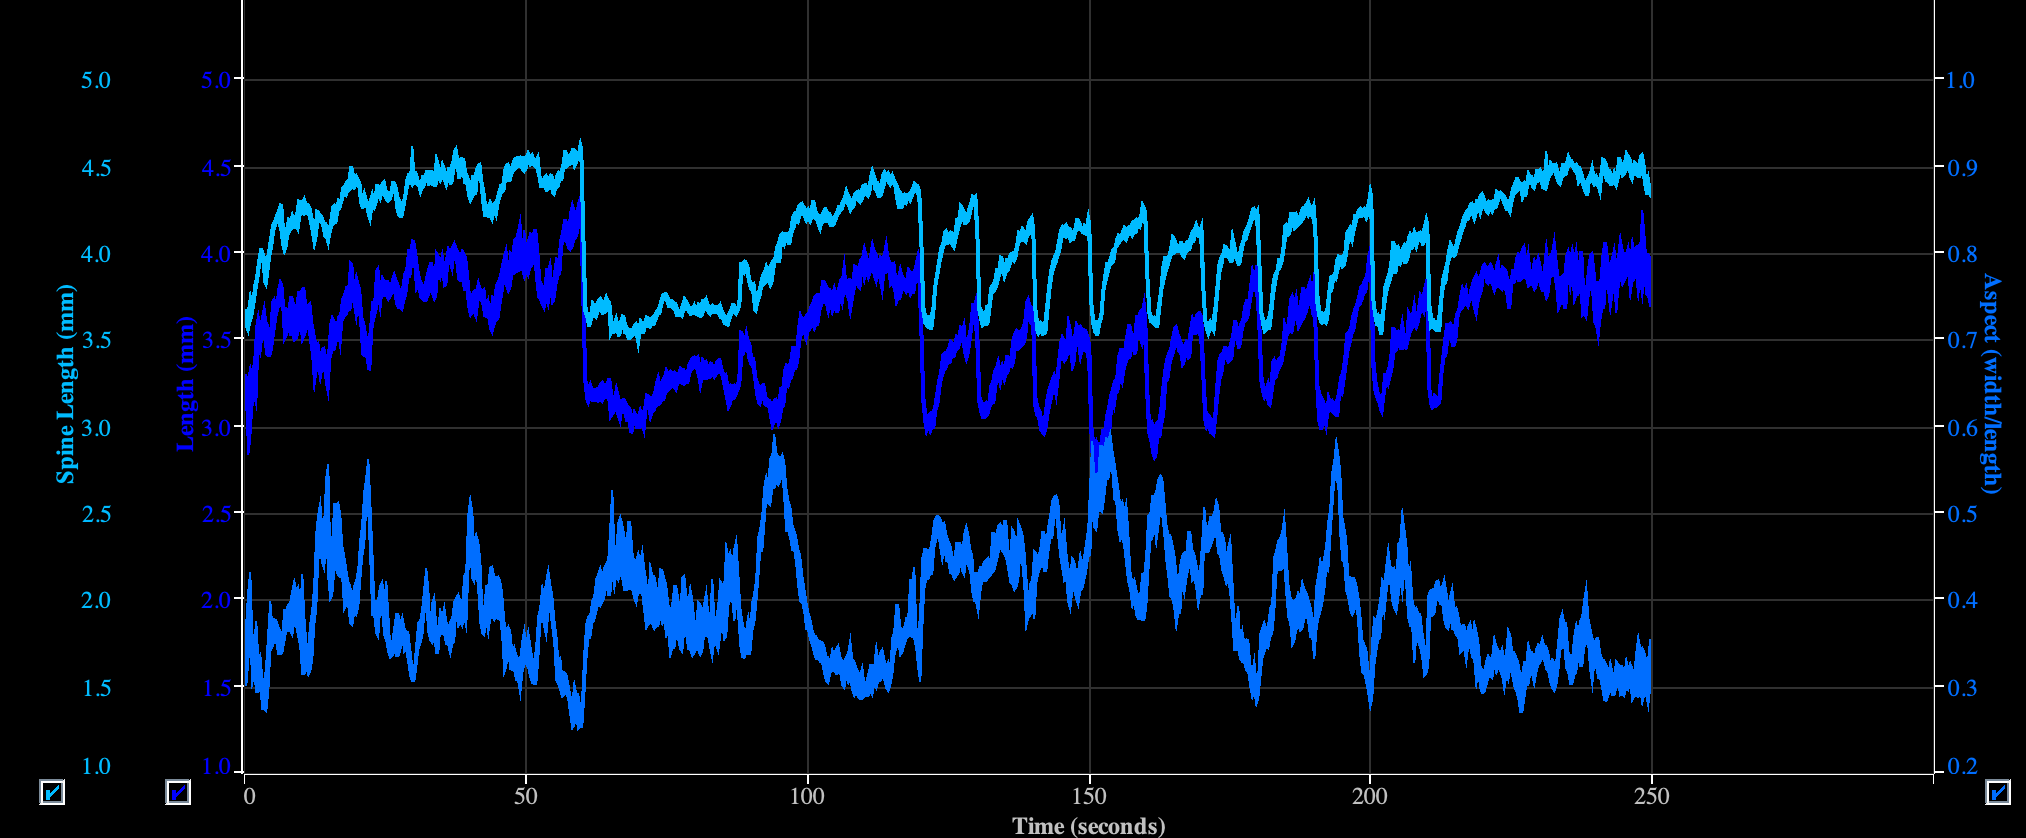 5.0 5.0 1.0
4.5 4.5 0.9
4.0 4.0 0.8
3.5 3.5 0.7
3.0 3.0 0.6
2.5 2.5 0.5
2.0 2.0 0.4
1.5 1.5 0.3
1.0 1.0 0.2
Spine Length (mm)
Length (mm)
Aspect (width/length)
0 50 100 150 200 250
Time (seconds)